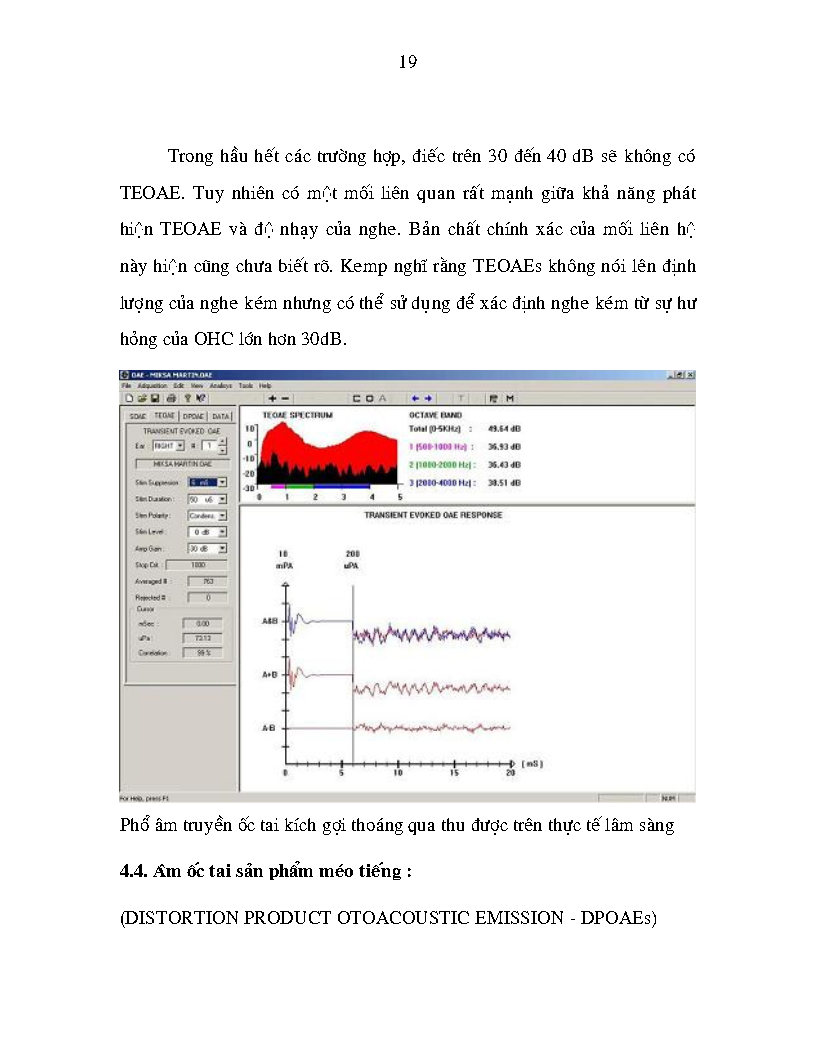 19
Trong hầu hết các trường hợp, điếc trên 30 đến 40 dB sẽ không có
TEOAE. Tuy nhiên có một mối liên quan rất mạnh giữa khả năng phát
hiện TEOAE và độ nhạy của nghe. Bản chất chính xác của mối liên hệ
này hiện cũng chưa biết rõ. Kemp nghĩ rằng TEOAEs không nói lên định
lượng của nghe kém nhưng có thể sử dụng để xác định nghe kém từ sự hư
hỏng của OHC lớn hơn 30dB.
OAE - MIKSA MARTIN.OAE
File Adquisition Edit View Analisys Tools Help
SOAE TEOAE DPOAE DATA
TRANSIENT EVOKED OAE
Ear: RIGHT #: 1
MIKSA MARTIN.OAE
Stim Suppresion: 6 mS
Stim Duration: 50 uS
Stim Polarity: Condens.
Stim Level: 0 dB
Amp Gain: 30 dB
Stop Crit.: 1000
Averaged #: 763
Rejected #: 0
Cursor
mSec: 0.00
uPa: 73.13
Correlation: 99 %
TEOAE SPECTRUM
10
0
-10
-20
-30
0 1 2 3 4 5
OCTAVE BAND
Total (0-5KHz) : 49.64 dB
1 (500-1000 Hz) : 36.93 dB
2 (1000-2000 Hz) : 36.43 dB
3 (2000-4000 Hz) : 38.51 dB
TRANSIENT EVOKED OAE RESPONSE
10 200
mPA uPA
A&B
A+B
A-B
0 5 10 15 20 (mS)
For Help, press F1 NUM
Phổ âm truyền ốc tai kích gợi thoáng qua thu được trên thực tế lâm sàng
4.4. Âm ốc tai sản phẩm méo tiếng :
(DISTORTION PRODUCT OTOACOUSTIC EMISSION - DPOAEs)